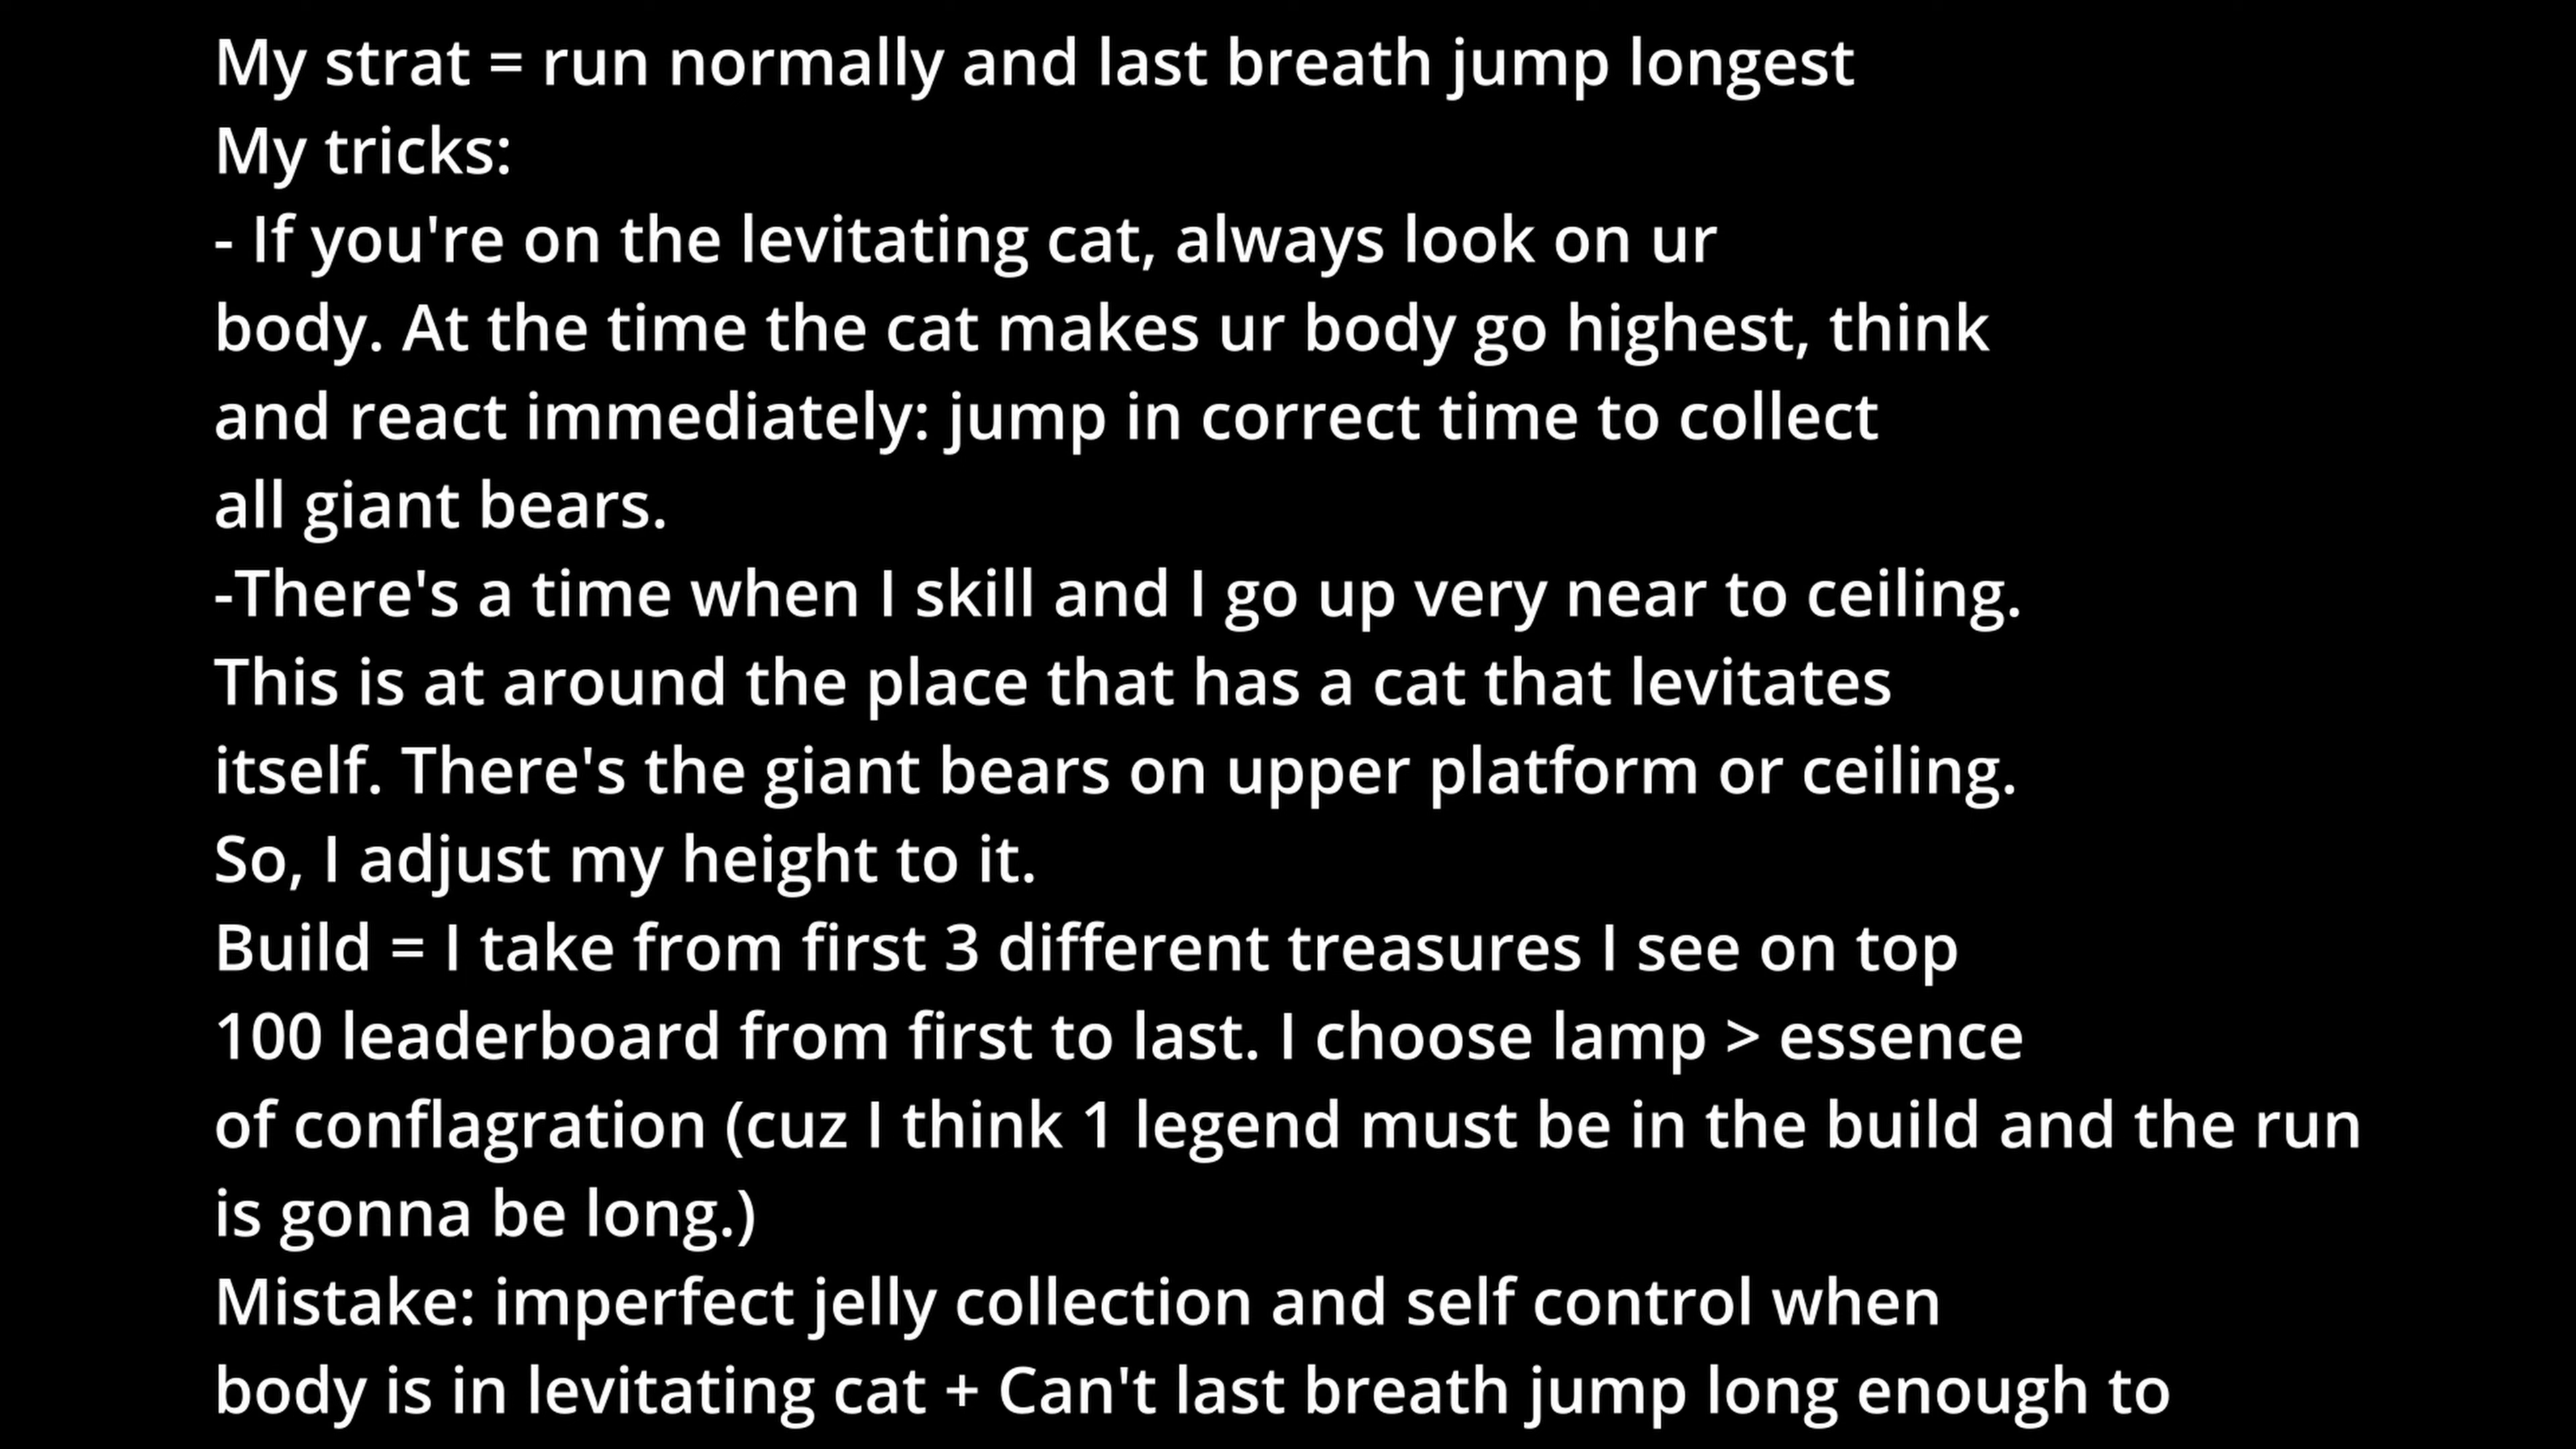 My strat = run normally and last breath jump longest
My tricks:
- If you're on the levitating cat, always look on ur
body. At the time the cat makes ur body go highest, think
and react immediately: jump in correct time to collect
all giant bears.
-There's a time when I skill and I go up very near to ceiling.
This is at around the place that has a cat that levitates
itself. There's the giant bears on upper platform or ceiling.
So, I adjust my height to it.
Build = I take from first 3 different treasures I see on top
100 leaderboard from first to last. I choose lamp > essence
of conflagration (cuz I think 1 legend must be in the build and the run
is gonna be long.)
Mistake: imperfect jelly collection and self control when
body is in levitating cat + Can't last breath jump long enough to